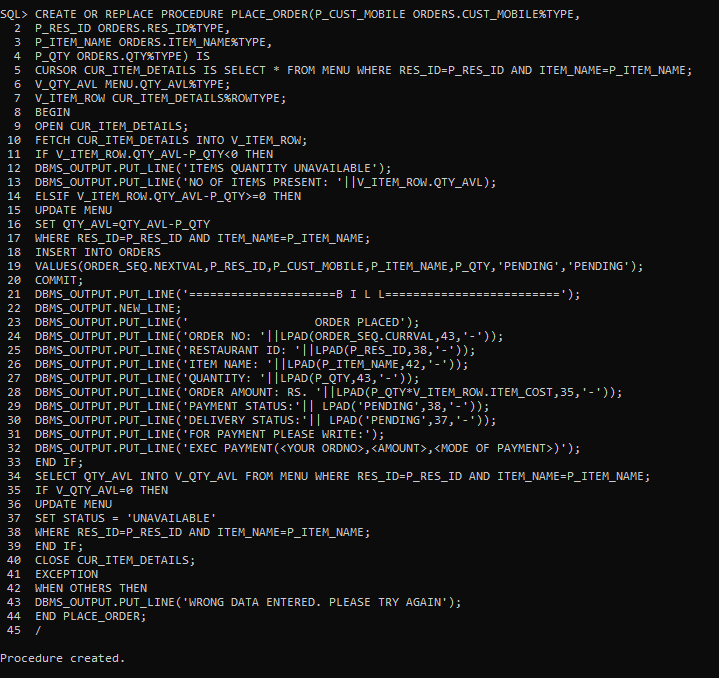 SQL> CREATE OR REPLACE PROCEDURE PLACE_ORDER(P_CUST_MOBILE ORDERS.CUST_MOBILE%TYPE,
  2  P_RES_ID ORDERS.RES_ID%TYPE,
  3  P_ITEM_NAME ORDERS.ITEM_NAME%TYPE,
  4  P_QTY ORDERS.QTY%TYPE) IS
  5  CURSOR CUR_ITEM_DETAILS IS SELECT * FROM MENU WHERE RES_ID=P_RES_ID AND ITEM_NAME=P_ITEM_NAME;
  6  V_QTY_AVL MENU.QTY_AVL%TYPE;
  7  V_ITEM_ROW CUR_ITEM_DETAILS%ROWTYPE;
  8  BEGIN
  9  OPEN CUR_ITEM_DETAILS;
 10  FETCH CUR_ITEM_DETAILS INTO V_ITEM_ROW;
 11  IF V_ITEM_ROW.QTY_AVL-P_QTY<0 THEN
 12  DBMS_OUTPUT.PUT_LINE('ITEMS QUANTITY UNAVAILABLE');
 13  DBMS_OUTPUT.PUT_LINE('NO OF ITEMS PRESENT: '||V_ITEM_ROW.QTY_AVL);
 14  ELSIF V_ITEM_ROW.QTY_AVL-P_QTY>=0 THEN
 15  UPDATE MENU
 16  SET QTY_AVL=QTY_AVL-P_QTY
 17  WHERE RES_ID=P_RES_ID AND ITEM_NAME=P_ITEM_NAME;
 18  INSERT INTO ORDERS
 19  VALUES(ORDER_SEQ.NEXTVAL,P_RES_ID,P_CUST_MOBILE,P_ITEM_NAME,P_QTY,'PENDING','PENDING');
 20  COMMIT;
 21  DBMS_OUTPUT.PUT_LINE('=====================B I L L=========================');
 22  DBMS_OUTPUT.NEW_LINE;
 23  DBMS_OUTPUT.PUT_LINE('                  ORDER PLACED');
 24  DBMS_OUTPUT.PUT_LINE('ORDER NO: '||LPAD(ORDER_SEQ.CURRVAL,43,'-'));
 25  DBMS_OUTPUT.PUT_LINE('RESTAURANT ID: '||LPAD(P_RES_ID,38,'-'));
 26  DBMS_OUTPUT.PUT_LINE('ITEM NAME: '||LPAD(P_ITEM_NAME,42,'-'));
 27  DBMS_OUTPUT.PUT_LINE('QUANTITY: '||LPAD(P_QTY,43,'-'));
 28  DBMS_OUTPUT.PUT_LINE('ORDER AMOUNT: RS. '||LPAD(P_QTY*V_ITEM_ROW.ITEM_COST,35,'-'));
 29  DBMS_OUTPUT.PUT_LINE('PAYMENT STATUS:'|| LPAD('PENDING',38,'-'));
 30  DBMS_OUTPUT.PUT_LINE('DELIVERY STATUS:'|| LPAD('PENDING',37,'-'));
 31  DBMS_OUTPUT.PUT_LINE('FOR PAYMENT PLEASE WRITE:');
 32  DBMS_OUTPUT.PUT_LINE('EXEC PAYMENT(<YOUR ORDNO>,<AMOUNT>,<MODE OF PAYMENT>)');
 33  END IF;
 34  SELECT QTY_AVL INTO V_QTY_AVL FROM MENU WHERE RES_ID=P_RES_ID AND ITEM_NAME=P_ITEM_NAME;
 35  IF V_QTY_AVL=0 THEN
 36  UPDATE MENU
 37  SET STATUS = 'UNAVAILABLE'
 38  WHERE RES_ID=P_RES_ID AND ITEM_NAME=P_ITEM_NAME;
 39  END IF;
 40  CLOSE CUR_ITEM_DETAILS;
 41  EXCEPTION
 42  WHEN OTHERS THEN
 43  DBMS_OUTPUT.PUT_LINE('WRONG DATA ENTERED. PLEASE TRY AGAIN');
 44  END PLACE_ORDER;
 45  /
Procedure created.